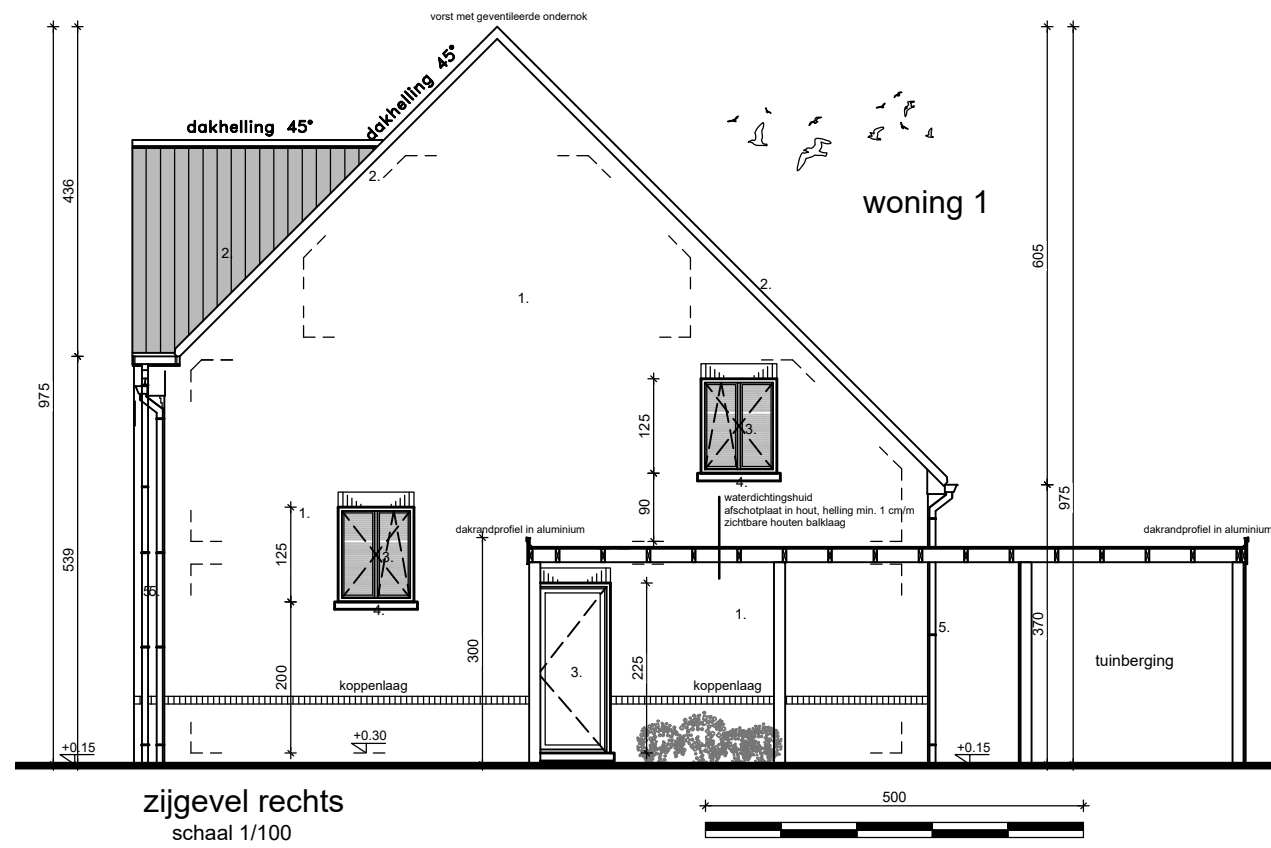 vorst met geventileerde ondernok
dakhelling 45°
dakhelling 45°
2.
woning 1
436
2.
605
2.
1.
975
125
3.
4.
975
waterdichtingshuid
afschotplaat in hout, helling min. 1 cm/m
zichtbare houten balklaag
90
1.
dakrandprofiel in aluminium
dakrandprofiel in aluminium
539
125
3.
5.
4.
1.
5.
370
300
225
200
tuinberging
3.
koppenlaag
koppenlaag
+0.30
+0.15
+0.15
zijgevel rechts
schaal 1/100
500